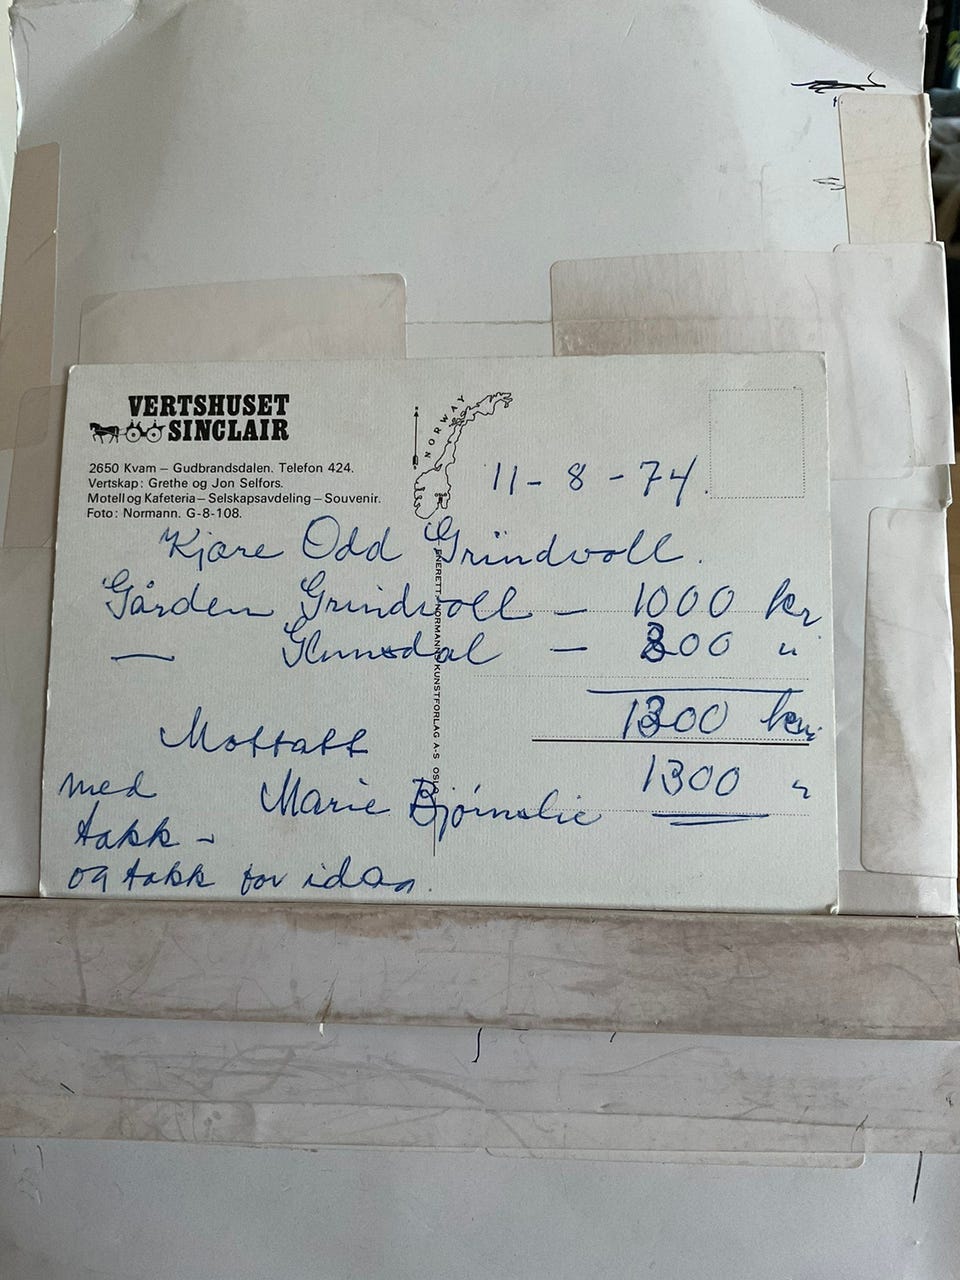 VERTSHUSET
SINCLAIR
2650 Kvam – Gudbrandsdalen. Telefon 424.
Vertskap: Grethe og Jon Selfors.
Motell og Kafeteria – Selskapsavdeling – Souvenir.
Foto: Normann. G-8-108.
NORWAY
OSLO
ENERETT: NORMANNS KUNSTFORLAG A-S OSLO
11-8-74.
Kjære Odd Grindvoll.
Gården Grindvoll – 1000 kr
— – 300 "
1300 kr.
Mottatt
1300 "
med Marie Bjørnslie
takk –
og takk for idag.